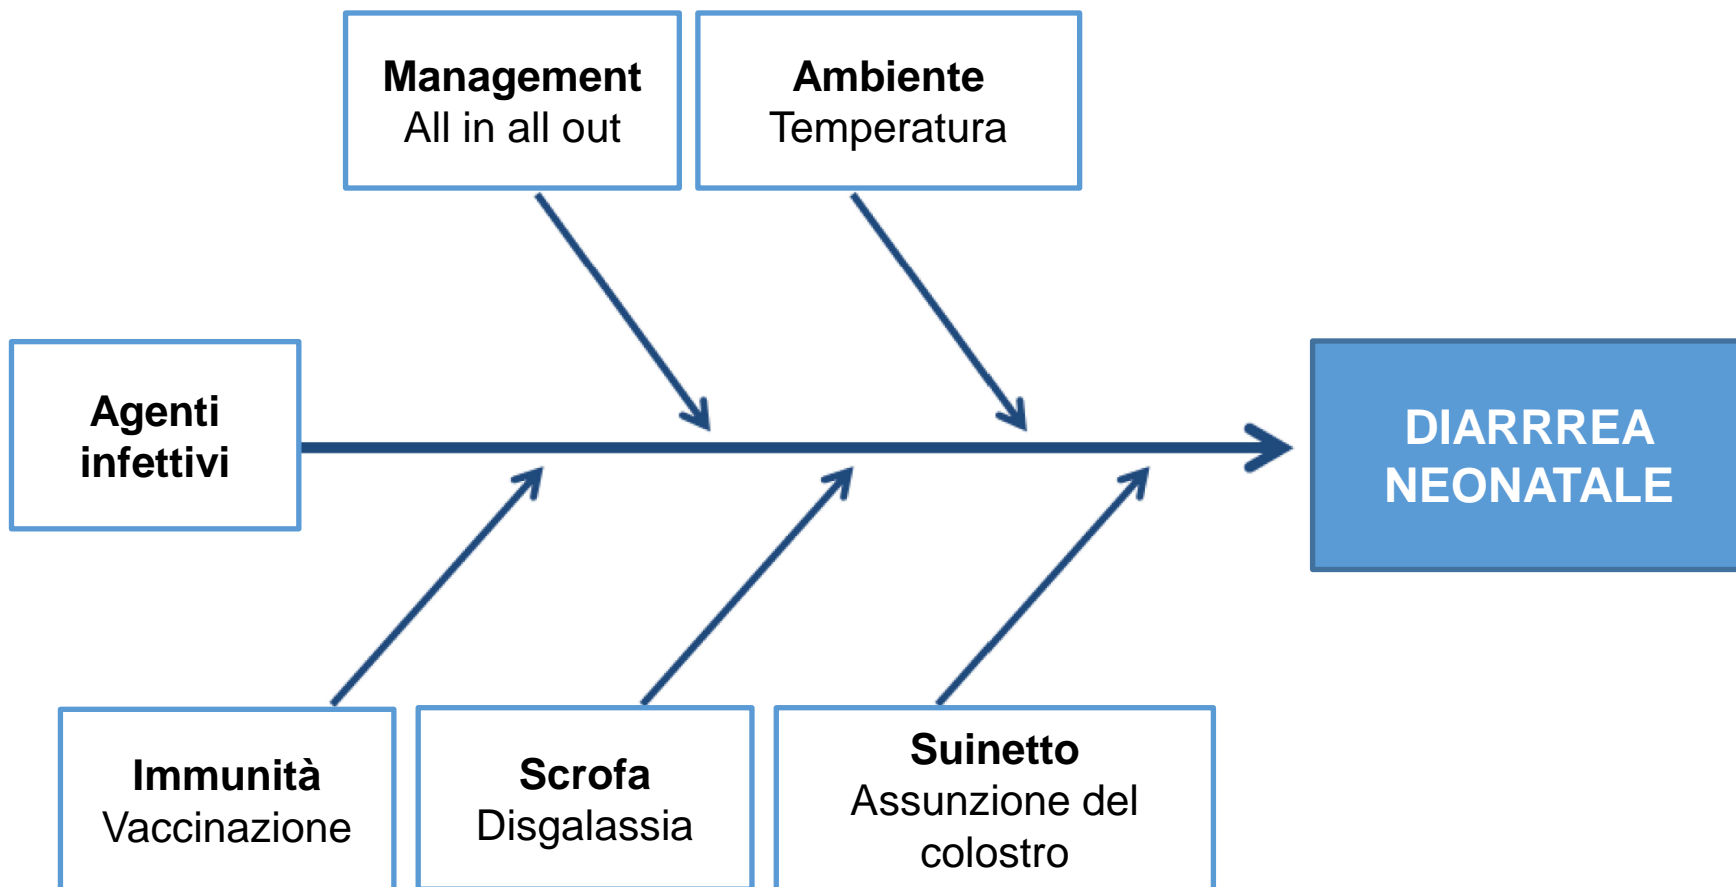 Management
All in all out
Ambiente
Temperatura
Agenti
infettivi
DIARRREA
NEONATALE
Immunità
Vaccinazione
Scrofa
Disgalassia
Suinetto
Assunzione del
colostro